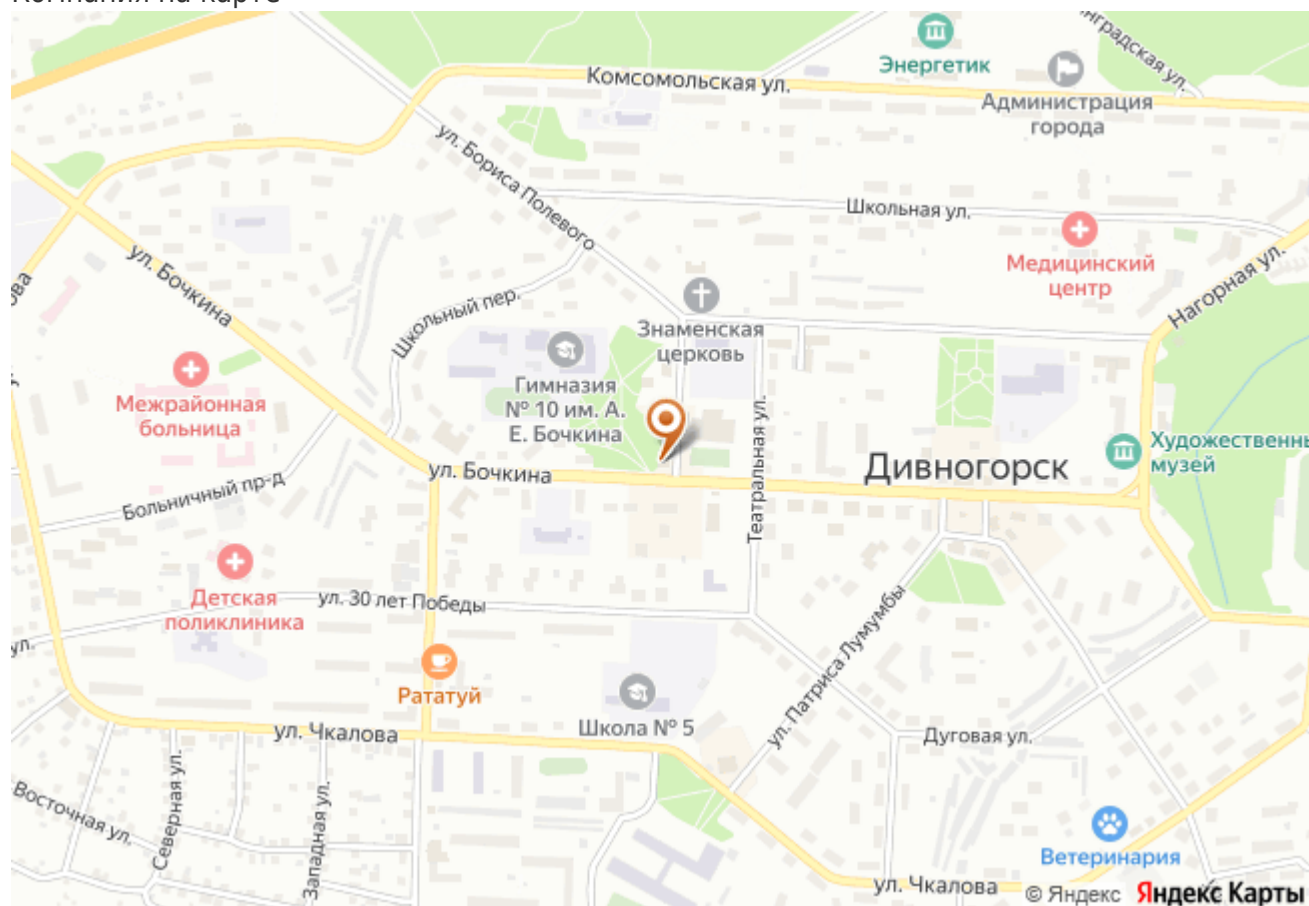 Энергетик
Комсомольская ул.
Администрация
города
ул. Бориса Полевого
Школьная ул.
Медицинский
центр
Нагорная ул.
ул. Бочкина
Школьный пер.
Знаменская
церковь
Гимназия
№ 10 им. А.
Е. Бочкина
Межрайонная
больница
Театральная ул.
Художественны
музей
Дивногорск
ул. Бочкина
Больничный пр-д
Детская
поликлиника
ул. 30 лет Победы
ул. Патриса Лумумбы
Рататуй
Школа № 5
ул. Чкалова
Дуговая ул.
Восточная ул.
Северная ул.
Западная ул.
Ветеринария
ул. Чкалова
© Яндекс Яндекс Карты